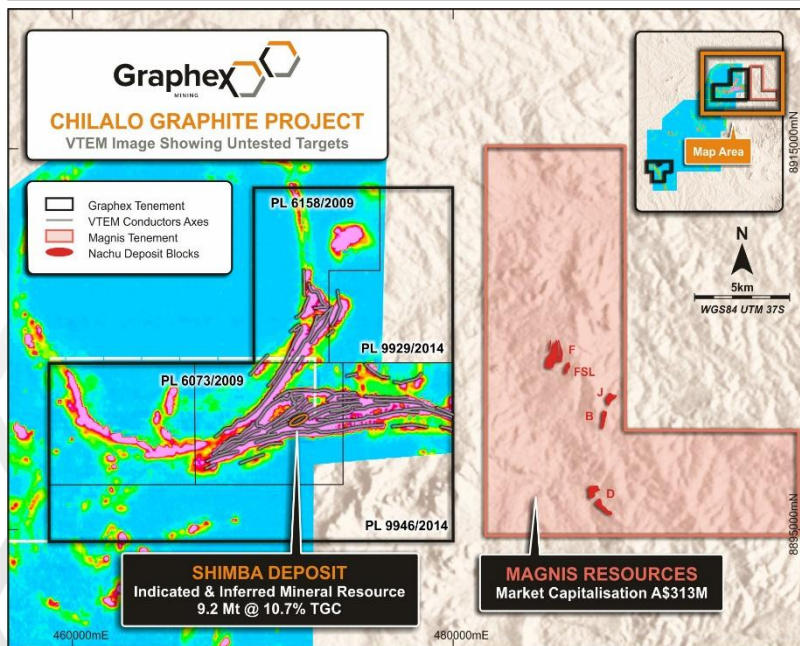 Graphex
MINING
CHILALO GRAPHITE PROJECT
VTEM Image Showing Untested Targets
Graphex Tenement
VTEM Conductors Axes
Magnis Tenement
Nachu Deposit Blocks
Map Area
N
5km
WGS84 UTM 37S
8915000mN
PL 6158/2009
PL 9929/2014
PL 6073/2009
F
FSL
J
B
D
PL 9946/2014
8895000mN
SHIMBA DEPOSIT
Indicated & Inferred Mineral Resource
9.2 Mt @ 10.7% TGC
MAGNIS RESOURCES
Market Capitalisation A$313M
460000mE
480000mE